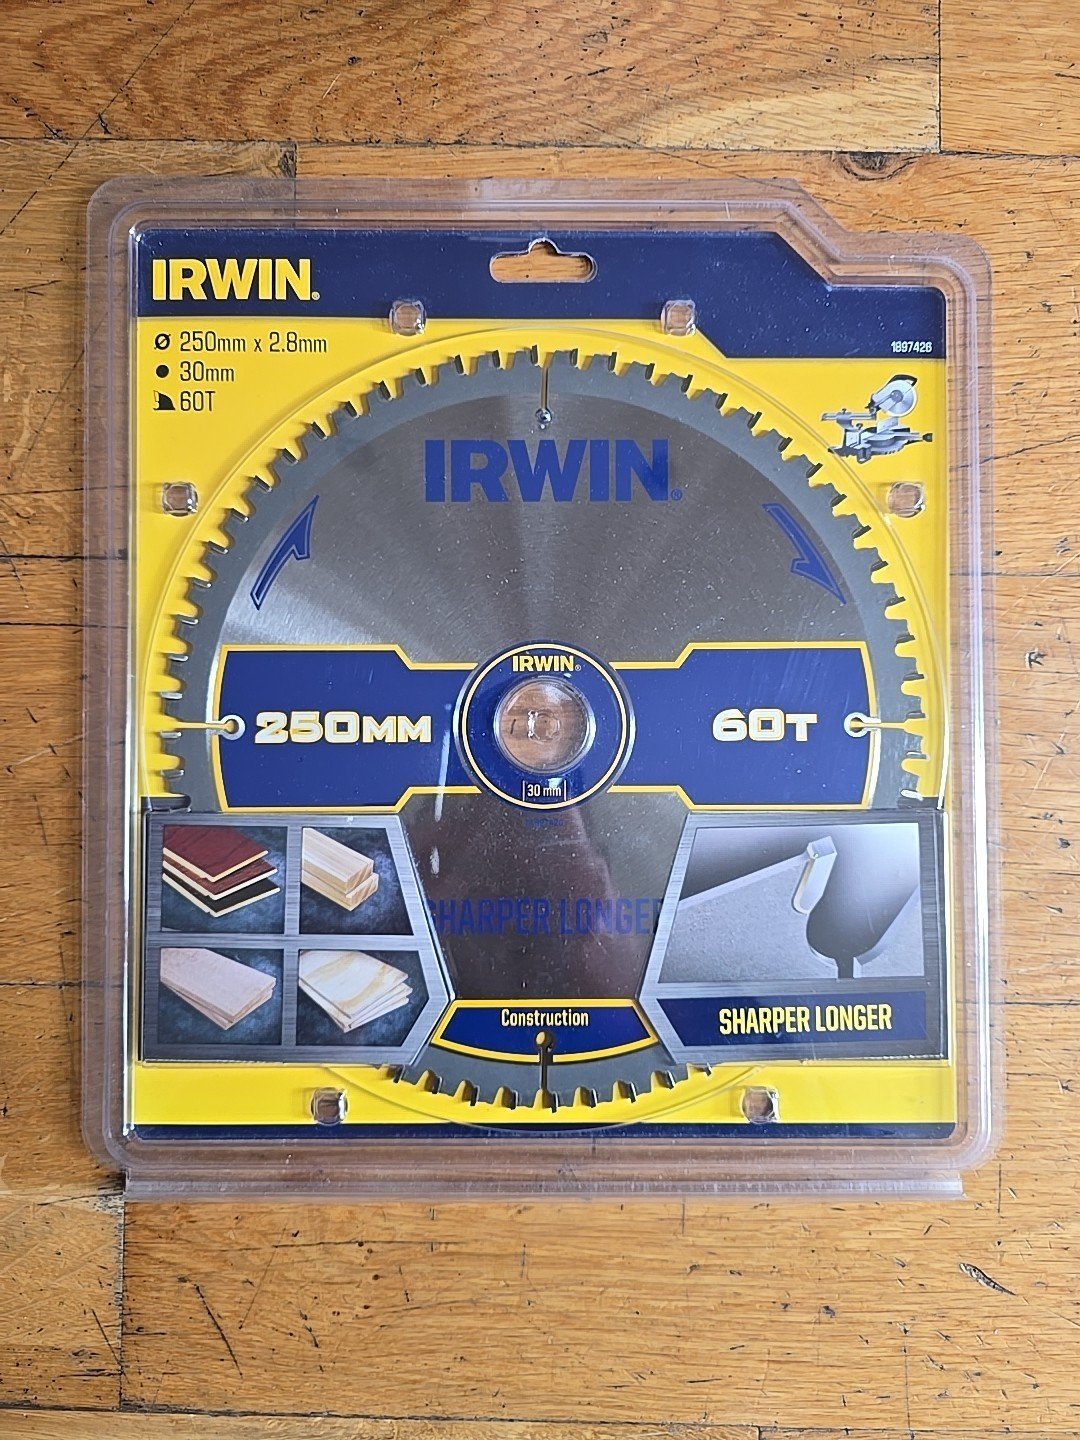 IRWIN®
Ø 250mm x 2.8mm
30mm
60T
1897426
IRWIN®
IRWIN®
250MM
60T
30 mm
SHARPER LONGER
Construction
SHARPER LONGER